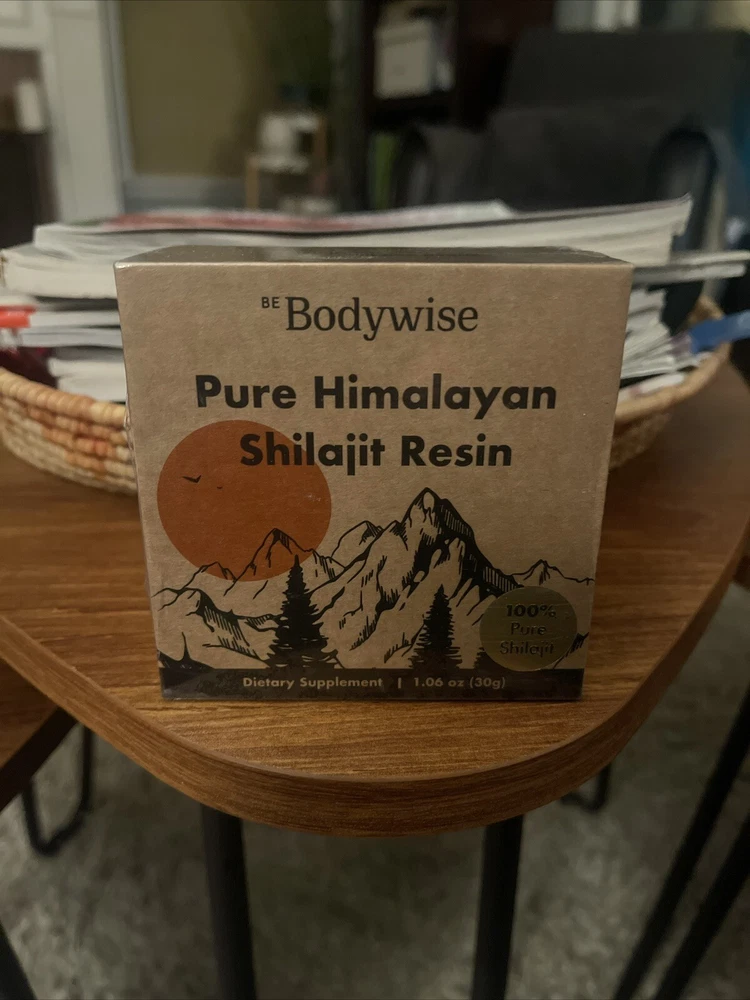 BE Bodywise
Pure Himalayan
Shilajit Resin
100%
Pure
Shilajit
Dietary Supplement | 1.06 oz (30g)